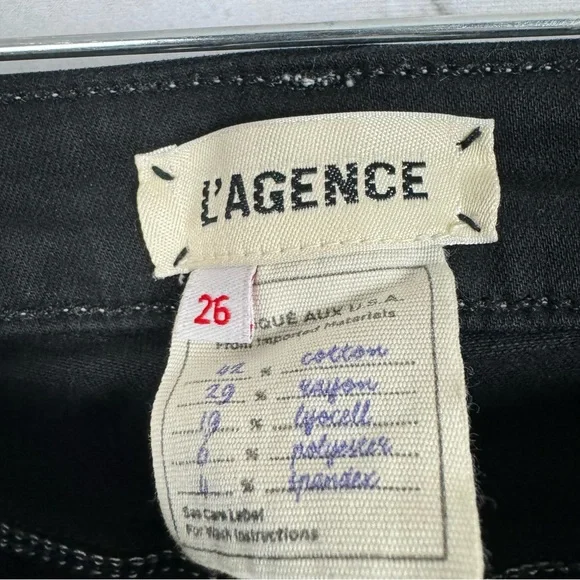 L'AGENCE
26
QUÉ AUX U.S.A.
From Imported Materials
42 % cotton
29 % rayon
19 % lyocell
6 % polyester
4 % spandex
See Care Label
For Wash Instructions